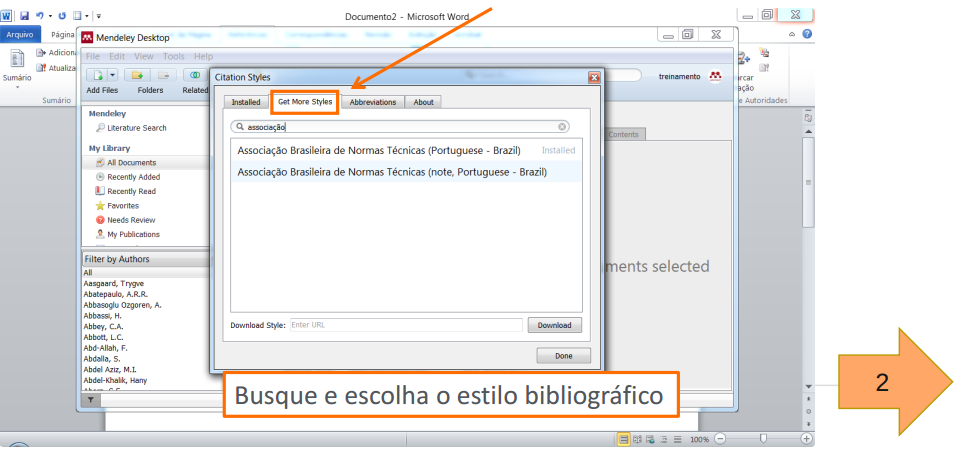 Documento2 - Microsoft Word
Arquivo
Página
Mendeley Desktop
Adiciona
Atualiza
Sumário
Sumário
File Edit View Tools Help
Add Files
Folders
Related
treinamento
rcar
ação
e Autoridades
Mendeley
Literature Search
My Library
All Documents
Recently Added
Recently Read
Favorites
Needs Review
My Publications
Filter by Authors
All
Aasgaard, Trygve
Abatepaulo, A.R.R.
Abbasoglu Ozgoren, A.
Abbassi, H.
Abbey, C.A.
Abbott, L.C.
Abd-Allah, F.
Abdalla, S.
Abdel Aziz, M.I.
Abdel-Khalik, Hany
Citation Styles
Installed
Get More Styles
Abbreviations
About
associação
Associação Brasileira de Normas Técnicas (Portuguese - Brazil) Installed
Associação Brasileira de Normas Técnicas (note, Portuguese - Brazil)
Download Style: Enter URL
Download
Done
Contents
ments selected
Busque e escolha o estilo bibliográfico
2
100%